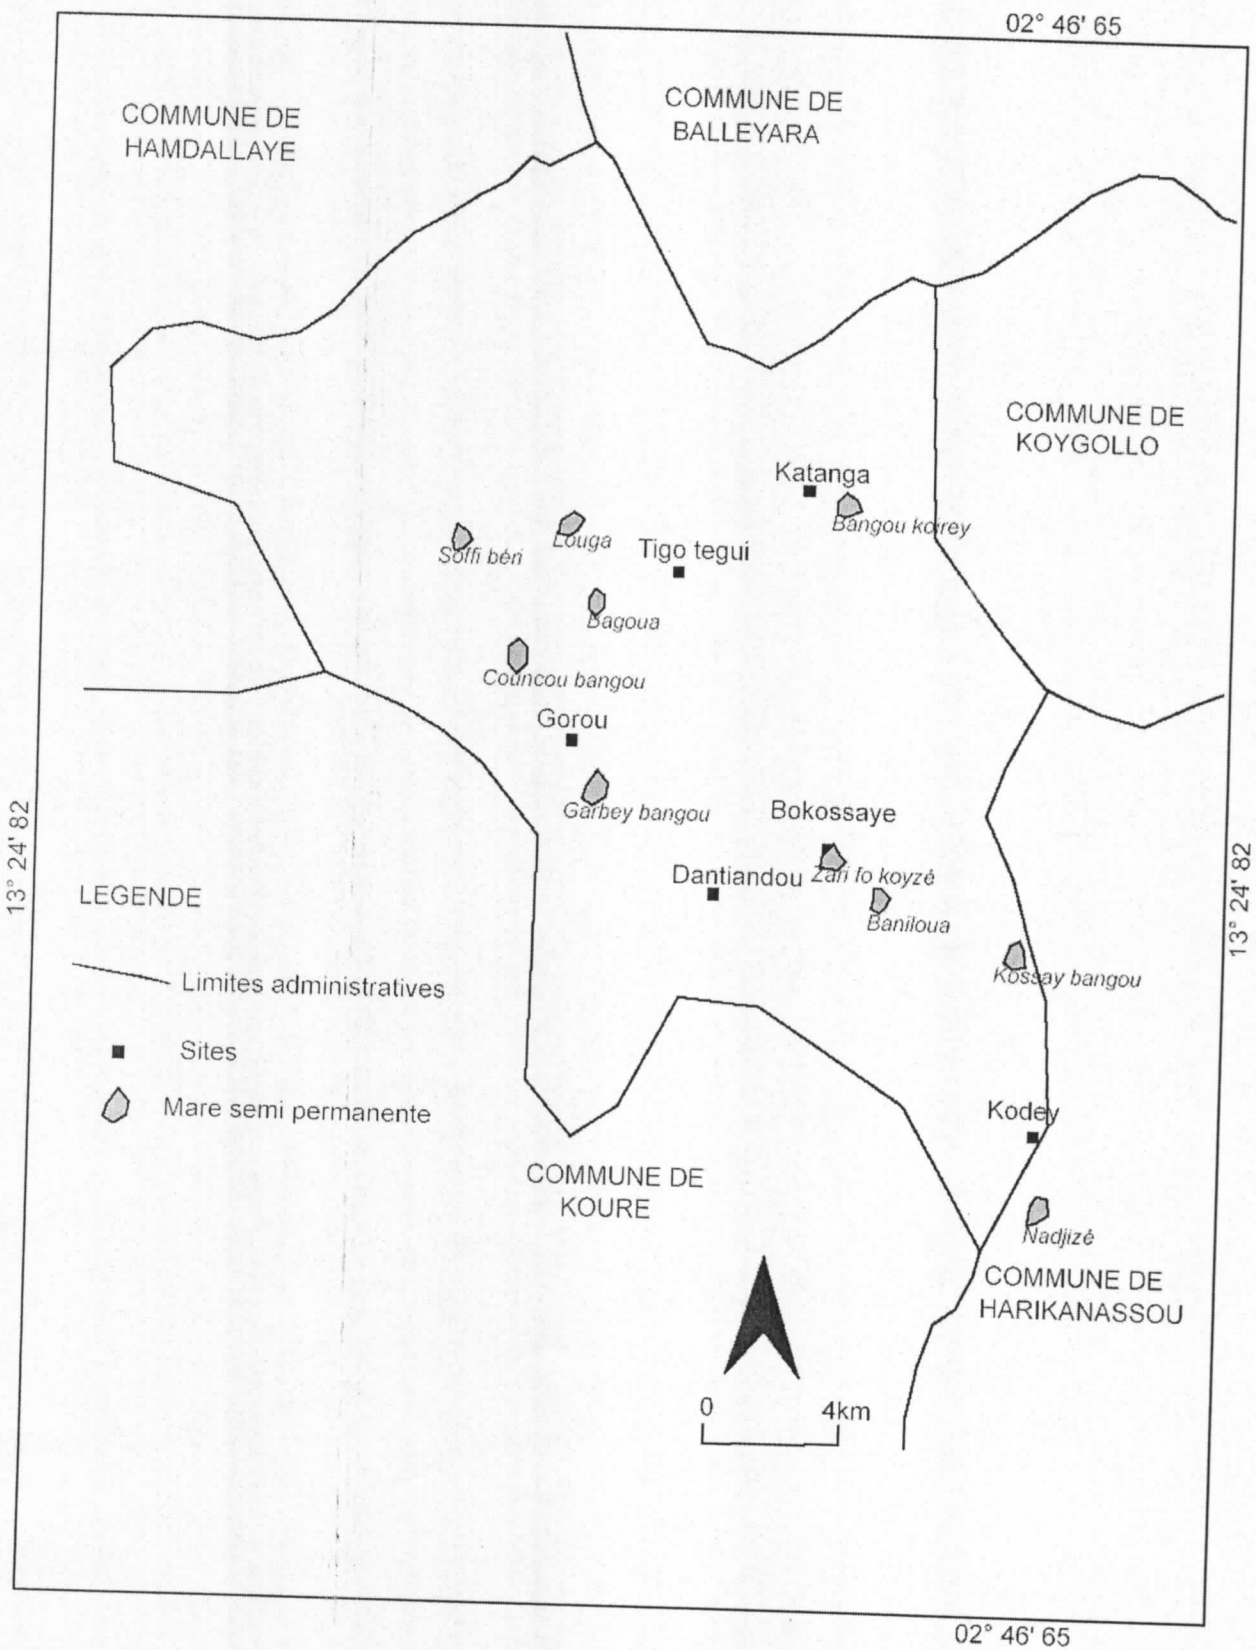 02° 46' 65
COMMUNE DE
HAMDALLAYE
COMMUNE DE
BALLEYARA
COMMUNE DE
KOYGOLLO
Katanga
Bangou koirey
Louga
Soffi béri
Tigo tegui
Bagoua
Councou bangou
Gorou
Garbey bangou
Bokossaye
Dantiandou
Zari fo koyzé
Baniloua
Kossay bangou
13° 24' 82
13° 24' 82
LEGENDE
Limites administratives
Sites
Mare semi permanente
Kodey
Nadjizé
COMMUNE DE
KOURE
COMMUNE DE
HARIKANASSOU
0 4km
02° 46' 65